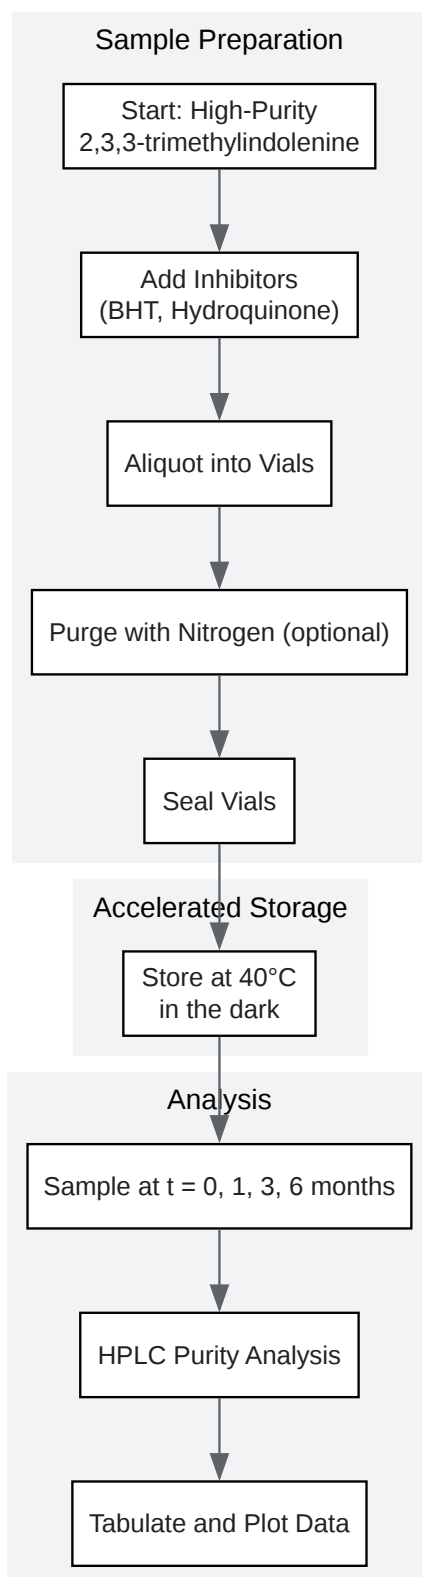 Sample Preparation
Start: High-Purity
2,3,3-trimethylindolenine
Add Inhibitors
(BHT, Hydroquinone)
Aliquot into Vials
Purge with Nitrogen (optional)
Seal Vials
Accelerated Storage
Store at 40°C
in the dark
Analysis
Sample at t = 0, 1, 3, 6 months
HPLC Purity Analysis
Tabulate and Plot Data